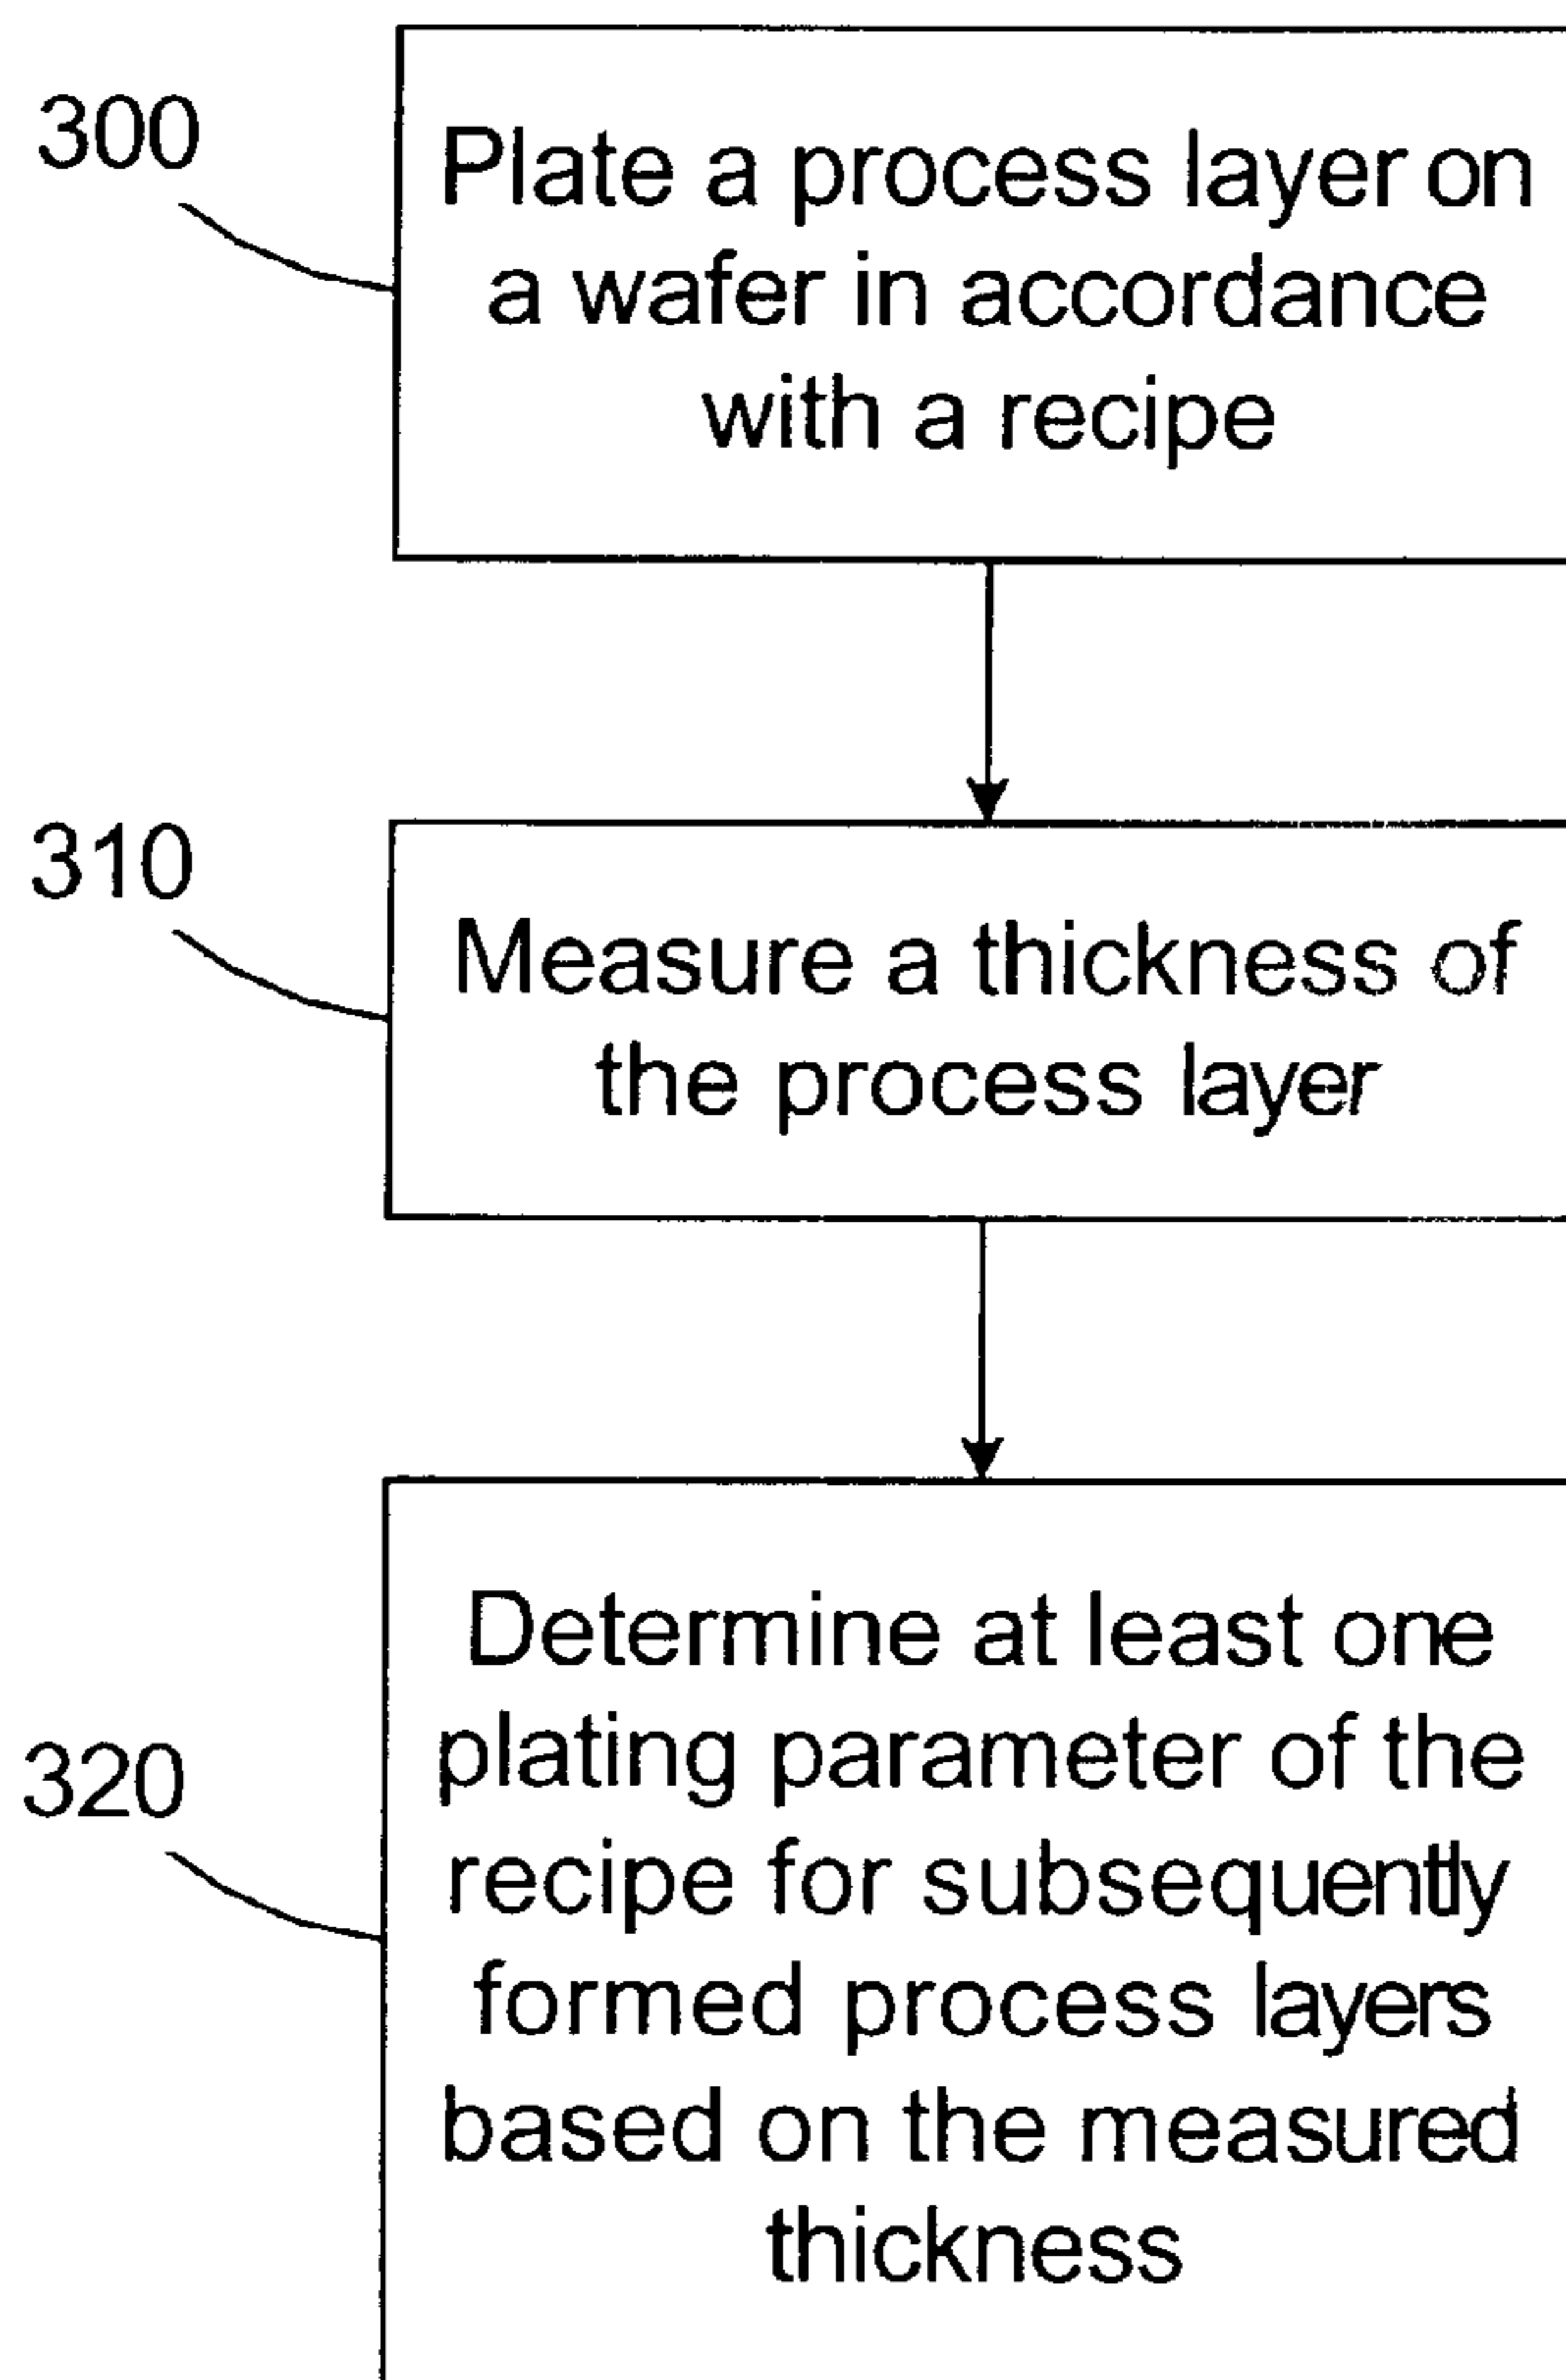 300
Plate a process layer on
a wafer in accordance
with a recipe
310
Measure a thickness of
the process layer
320
Determine at least one
plating parameter of the
recipe for subsequently
formed process layers
based on the measured
thickness